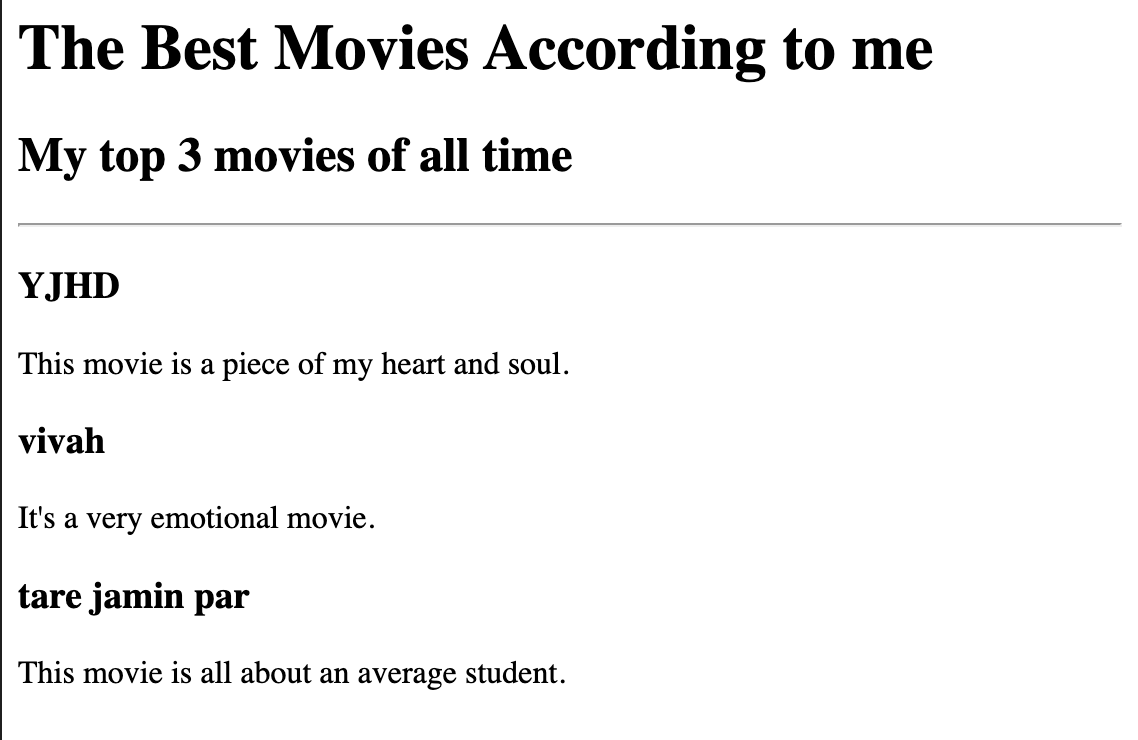 The Best Movies According to me
My top 3 movies of all time
YJHD
This movie is a piece of my heart and soul.
vivah
It's a very emotional movie.
tare jamin par
This movie is all about an average student.